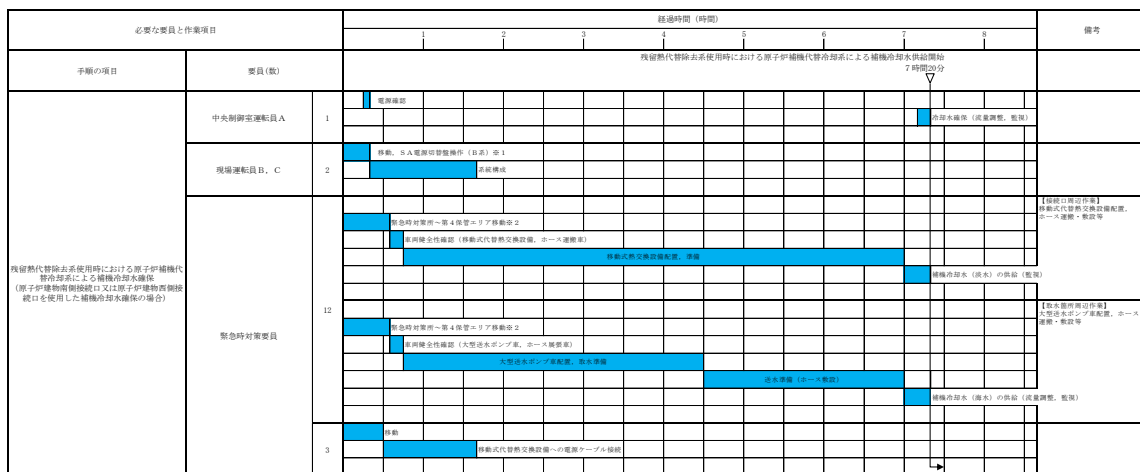 必要な要員と作業項目
経過時間（時間）
備考
1
2
3
4
5
6
7
8
手順の項目
要員(数)
残留熱代替除去系使用時における原子炉補機代替冷却系による補機冷却水供給開始
7時間20分
残留熱代替除去系使用時における原子炉補機代
替冷却系による補機冷却水確保
(原子炉建物南側接続口又は原子炉建物西側接
続口を使用した補機冷却水確保の場合)
中央制御室運転員Ａ
1
電源確認
冷却水確保（流量調整、監視）
現場運転員Ｂ，Ｃ
2
移動，ＳＡ電源切替盤操作（Ｂ系）※１
系統構成
緊急時対策要員
12
緊急時対策所～第４保管エリア移動※２
車両健全性確認（移動式代替熱交換設備、ホース運搬車）
移動式熱交換設備配置，準備
補機冷却水（淡水）の供給（監視）
【接続口周辺作業】
移動式代替熱交換設備配置，
ホース運搬・敷設等
緊急時対策所～第４保管エリア移動※２
車両健全性確認（大型送水ポンプ車，ホース展張車）
大型送水ポンプ車配置，取水準備
送水準備（ホース敷設）
補機冷却水（海水）の供給（流量調整，監視）
【取水箇所周辺作業】
大型送水ポンプ車配置，ホース
運搬・敷設等
3
移動
移動式代替熱交換設備への電源ケーブル接続